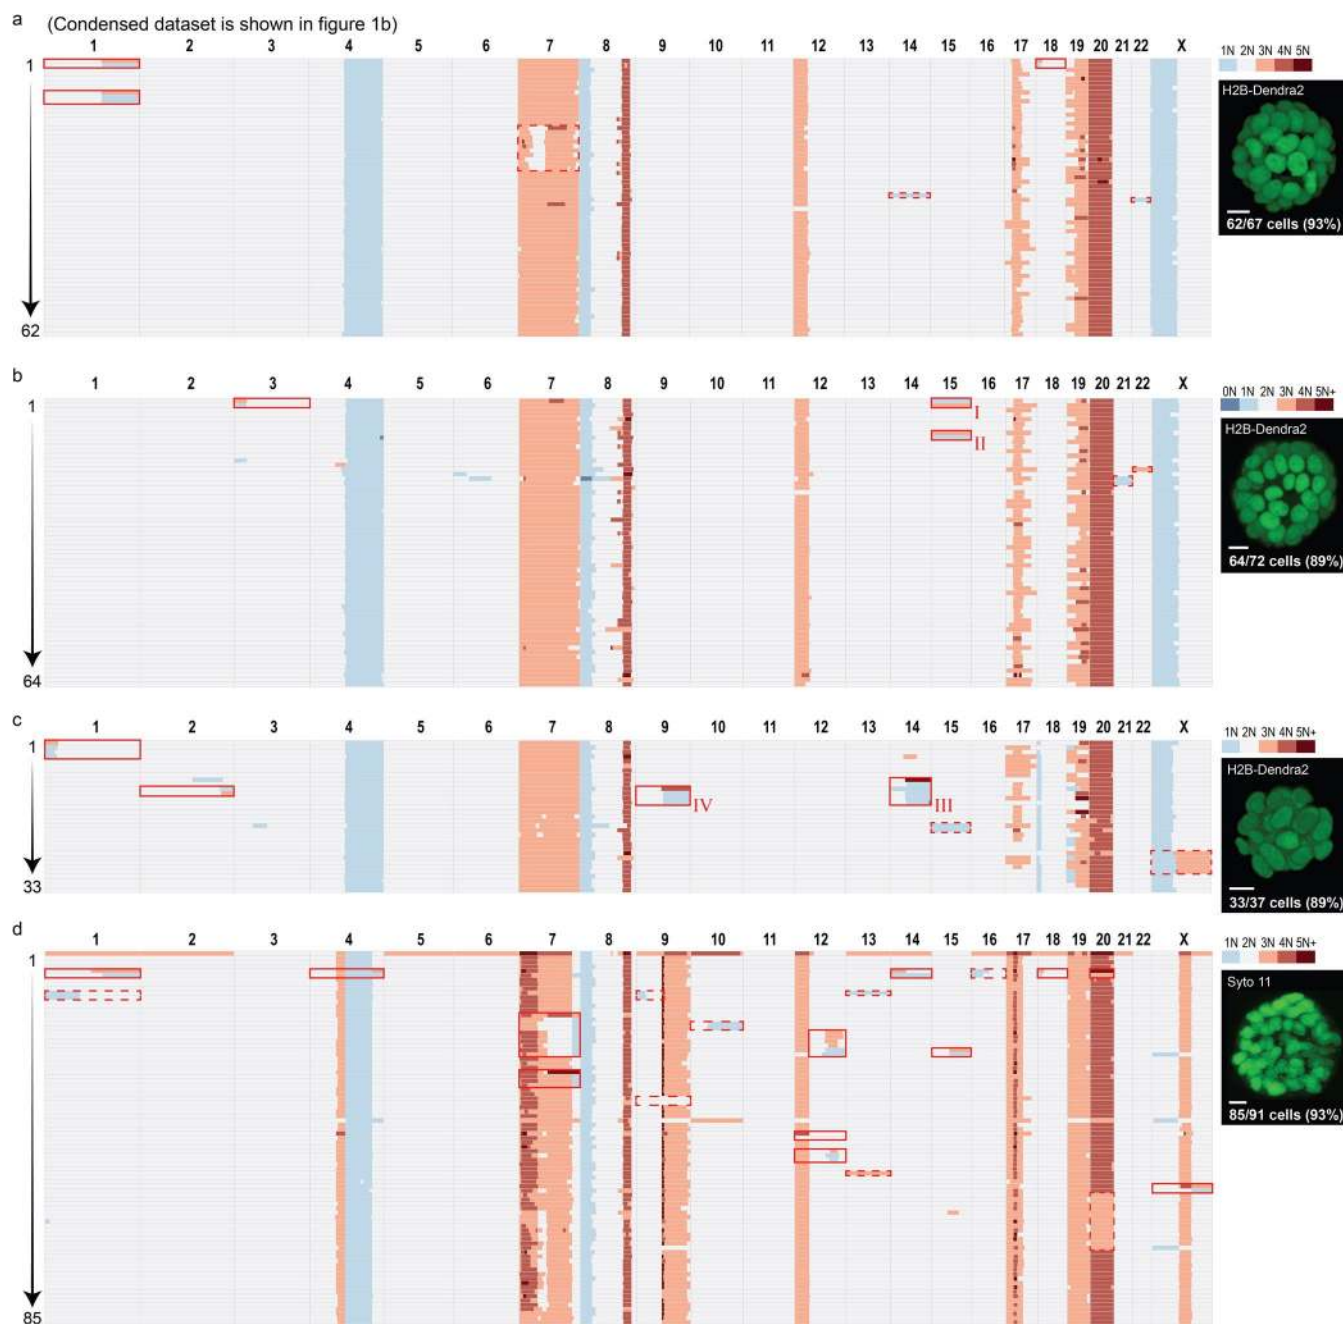 a (Condensed dataset is shown in figure 1b)
1 2 3 4 5 6 7 8 9 10 11 12 13 14 15 16 17 18 19 20 21 22 X
1
62
1N 2N 3N 4N 5N
H2B-Dendra2
62/67 cells (93%)
b
1 2 3 4 5 6 7 8 9 10 11 12 13 14 15 16 17 18 19 20 21 22 X
1
I
II
64
0N 1N 2N 3N 4N 5N+
H2B-Dendra2
64/72 cells (89%)
c
1 2 3 4 5 6 7 8 9 10 11 12 13 14 15 16 17 18 19 20 21 22 X
1
IV
III
33
1N 2N 3N 4N 5N+
H2B-Dendra2
33/37 cells (89%)
d
1 2 3 4 5 6 7 8 9 10 11 12 13 14 15 16 17 18 19 20 21 22 X
1
85
1N 2N 3N 4N 5N+
Syto 11
85/91 cells (93%)